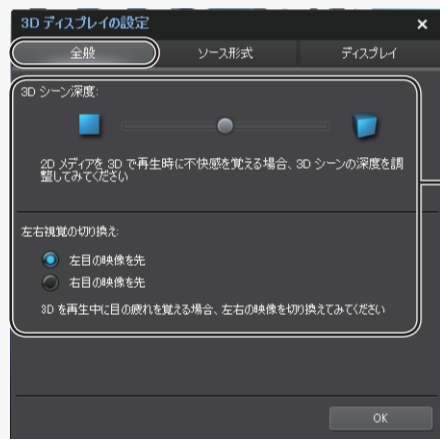 3D ディスプレイの設定
全般
ソース形式
ディスプレイ
3D シーン深度:
2D メディアを 3D で再生時に不快感を覚える場合、3D シーンの深度を調
整してみてください
左右視覚の切り換え:
左目の映像を先
右目の映像を先
3D を再生中に目の疲れを覚える場合、左右の映像を切り換えてみてください
OK